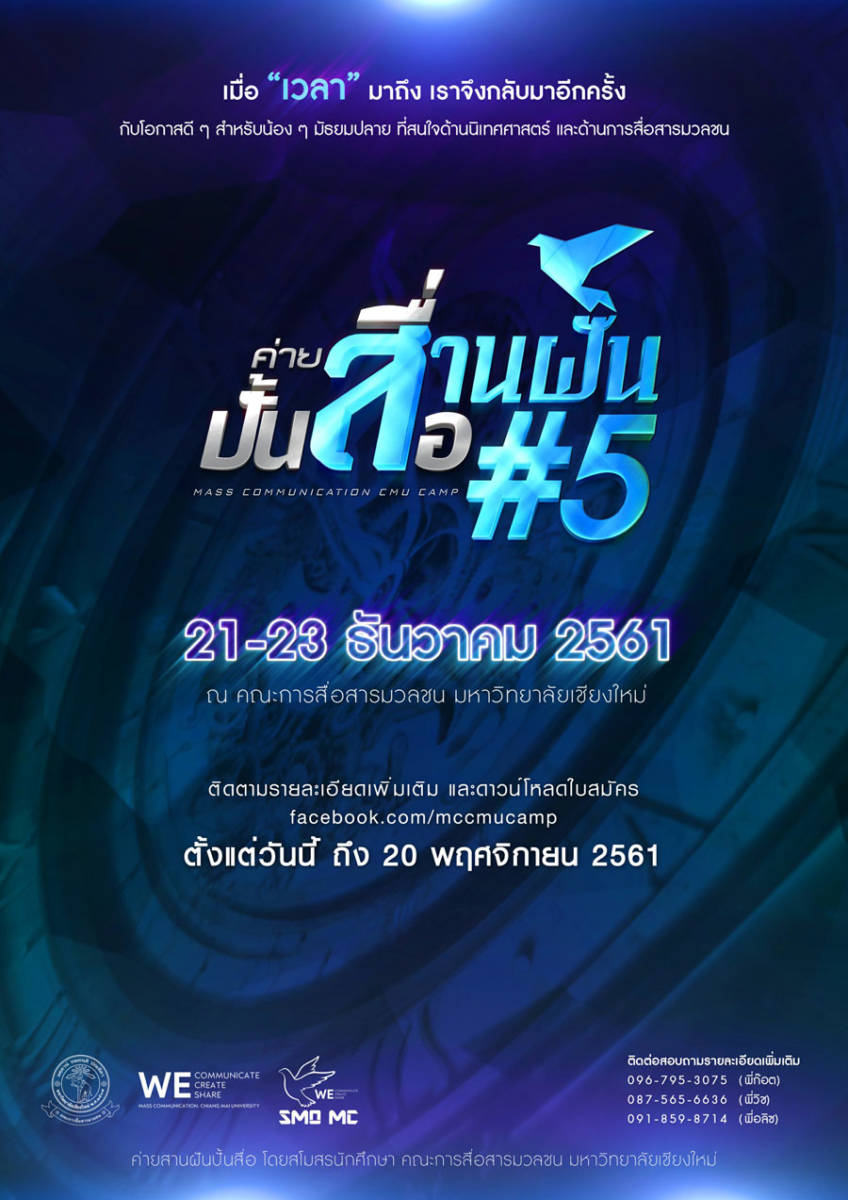 เมื่อ “เวลา” มาถึง เราจึงกลับมาอีกครั้ง
กับโอกาสดี ๆ สำหรับน้อง ๆ มัธยมปลาย ที่สนใจด้านนิเทศศาสตร์ และด้านการสื่อสารมวลชน
ค่าย สานฝัน
ปั้นสื่อ #5
MASS COMMUNICATION CMU CAMP
21-23 ธันวาคม 2561
ณ คณะการสื่อสารมวลชน มหาวิทยาลัยเชียงใหม่
ติดตามรายละเอียดเพิ่มเติม และดาวน์โหลดใบสมัคร
facebook.com/mccmucamp
ตั้งแต่วันนี้ ถึง 20 พฤศจิกายน 2561
WE COMMUNICATE
CREATE
SHARE
MASS COMMUNICATION, CHIANG MAI UNIVERSITY
WE
SMO MC
ติดต่อสอบถามรายละเอียดเพิ่มเติม
096-795-3075 (พี่ก๊อต)
087-565-6636 (พี่วิช)
091-859-8714 (พี่อลิช)
ค่ายสานฝันปั้นสื่อ โดยสโมสรนักศึกษา คณะการสื่อสารมวลชน มหาวิทยาลัยเชียงใหม่